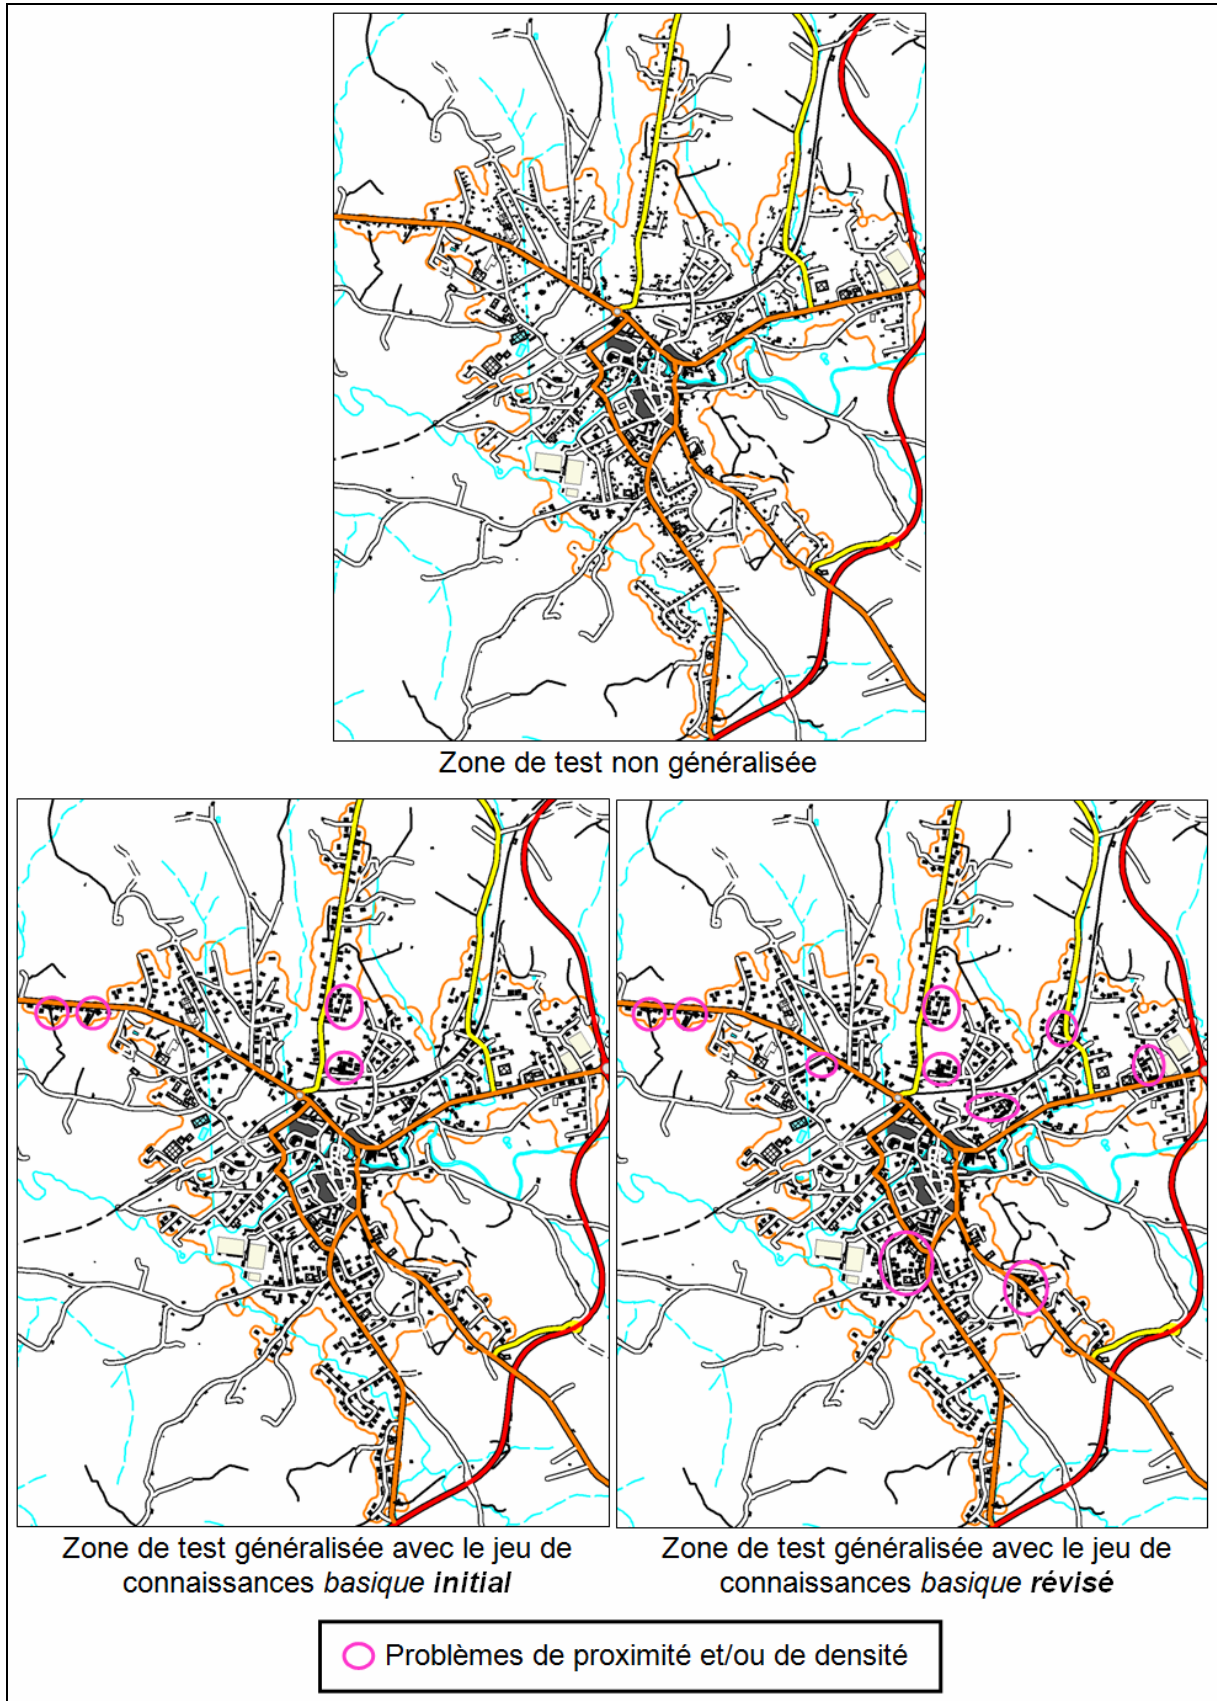 Zone de test non généralisée
Zone de test généralisée avec le jeu de
connaissances basique initial
Zone de test généralisée avec le jeu de
connaissances basique révisé
Problèmes de proximité et/ou de densité